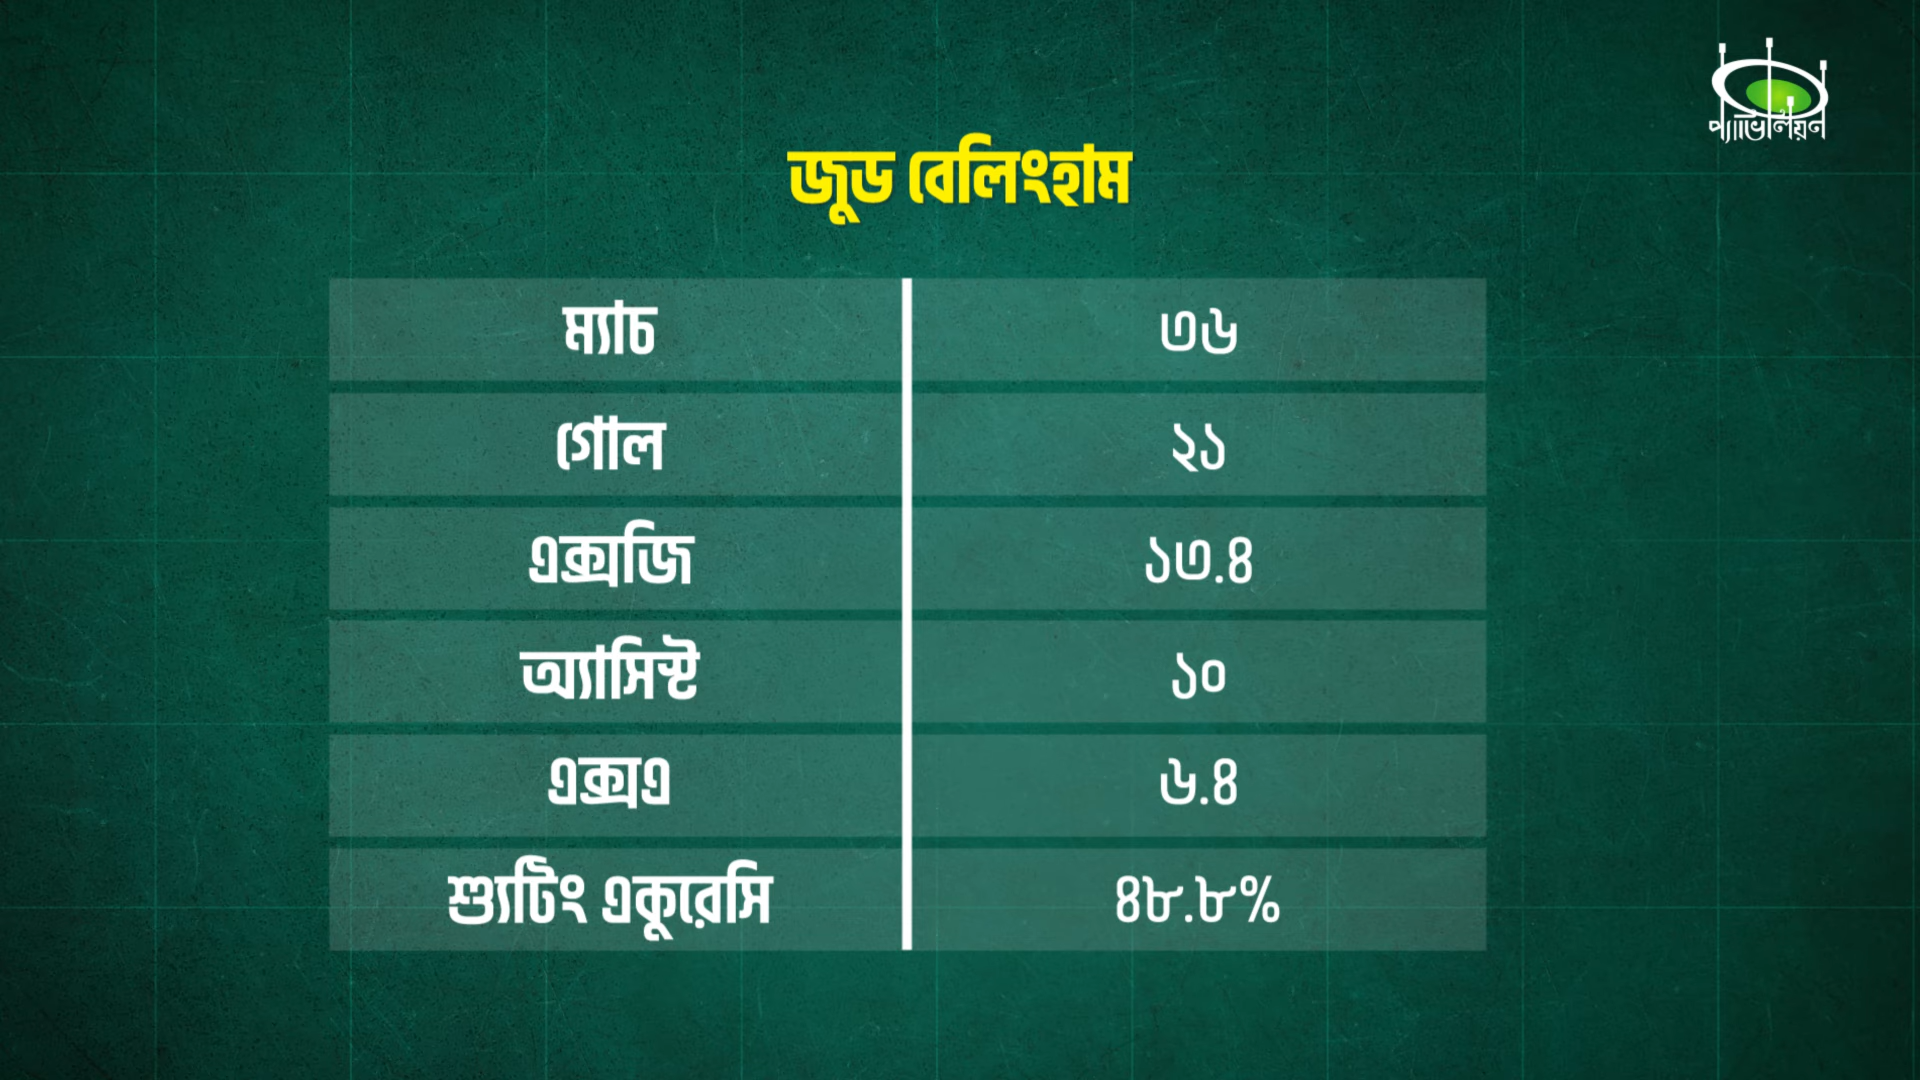 প্যাভিলিয়ন
জুড বেলিংহাম
ম্যাচ ৩৬
গোল ২১
এক্সজি ১৩.৪
অ্যাসিস্ট ১০
এক্সএ ৬.৪
শ্যুটিং একুরেসি ৪৮.৮%